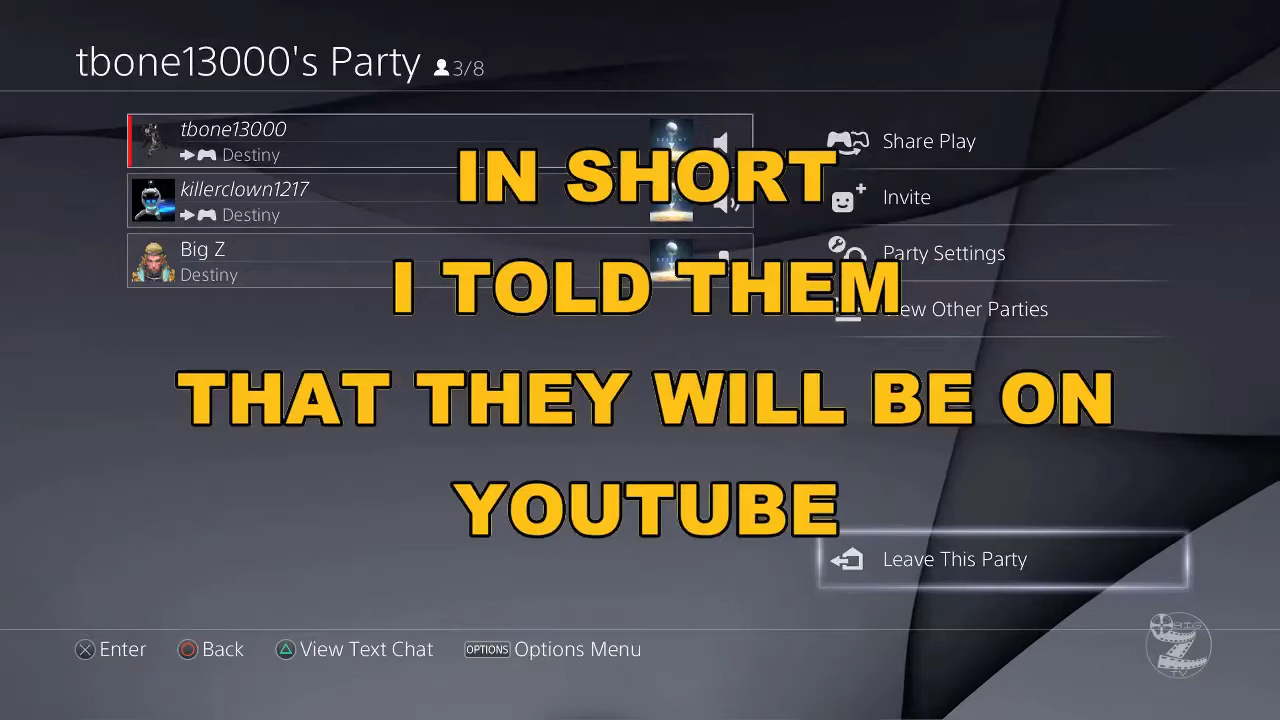 tbone13000's Party 3/8
tbone13000
Destiny
killerclown1217
Destiny
Big Z
Destiny
Share Play
Invite
Party Settings
View Other Parties
IN SHORT
I TOLD THEM
THAT THEY WILL BE ON
YOUTUBE
Leave This Party
Enter
Back
View Text Chat
OPTIONS Options Menu
BIG
Z
TV